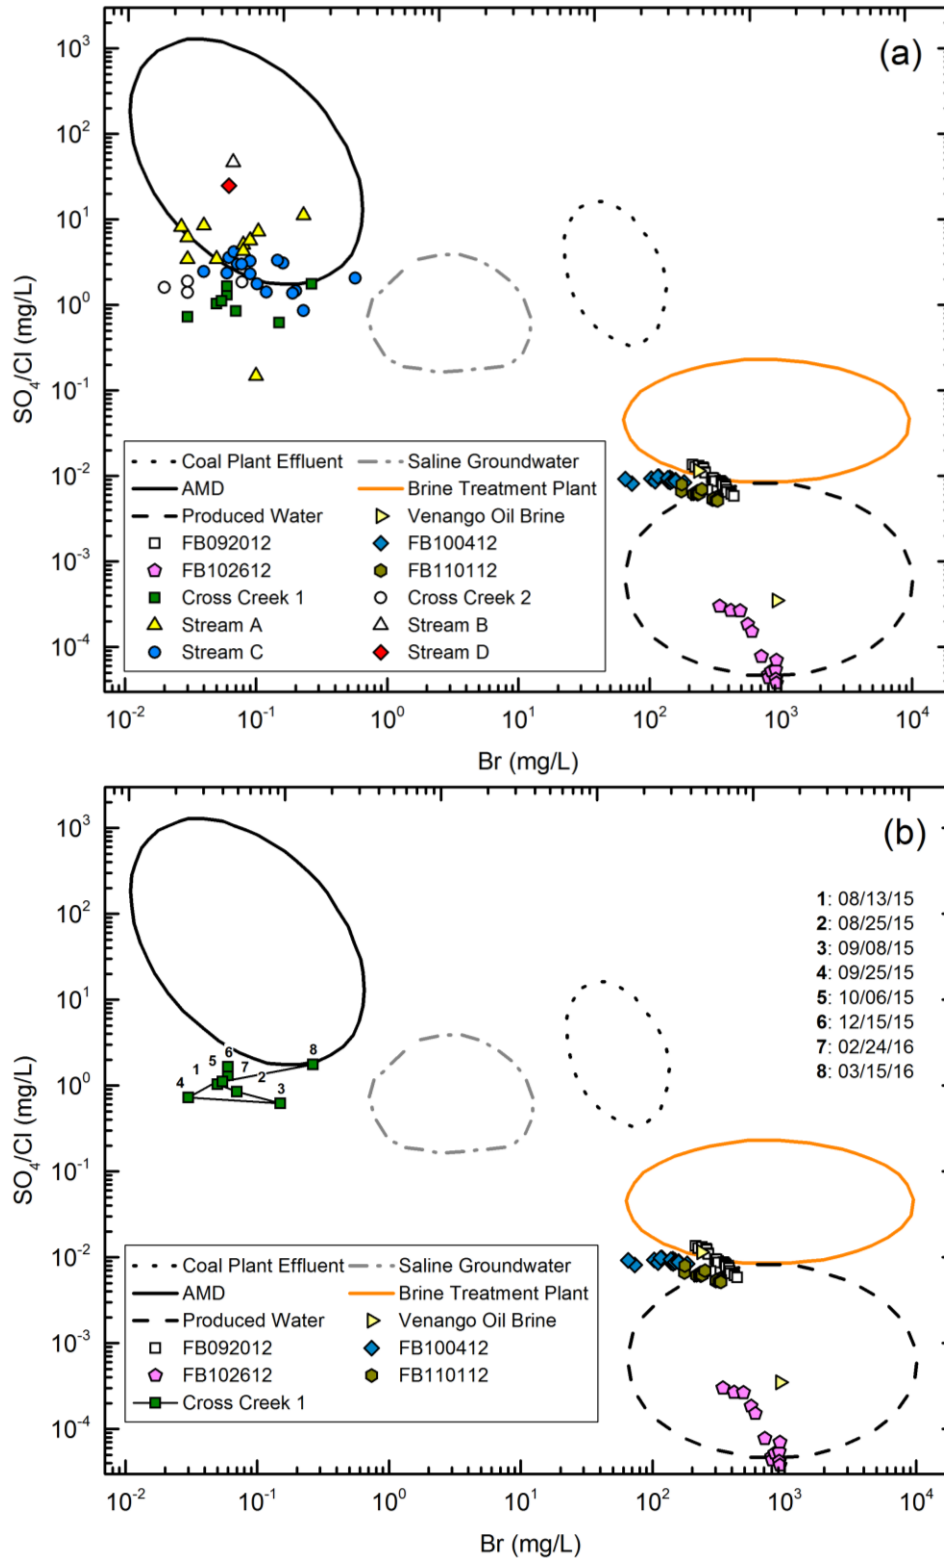 (a)
10³
10²
10¹
10⁰
10⁻¹
10⁻²
10⁻³
10⁻⁴
SO₄/Cl (mg/L)
Coal Plant Effluent Saline Groundwater
AMD Brine Treatment Plant
Produced Water Venango Oil Brine
FB092012 FB100412
FB102612 FB110112
Cross Creek 1 Cross Creek 2
Stream A Stream B
Stream C Stream D
10⁻² 10⁻¹ 10⁰ 10¹ 10² 10³ 10⁴
Br (mg/L)
(b)
10³
10²
10¹
10⁰
10⁻¹
10⁻²
10⁻³
10⁻⁴
SO₄/Cl (mg/L)
1: 08/13/15
2: 08/25/15
3: 09/08/15
4: 09/25/15
5: 10/06/15
6: 12/15/15
7: 02/24/16
8: 03/15/16
6 8
1 5 7
4 2 3
Coal Plant Effluent Saline Groundwater
AMD Brine Treatment Plant
Produced Water Venango Oil Brine
FB092012 FB100412
FB102612 FB110112
Cross Creek 1
10⁻² 10⁻¹ 10⁰ 10¹ 10² 10³ 10⁴
Br (mg/L)